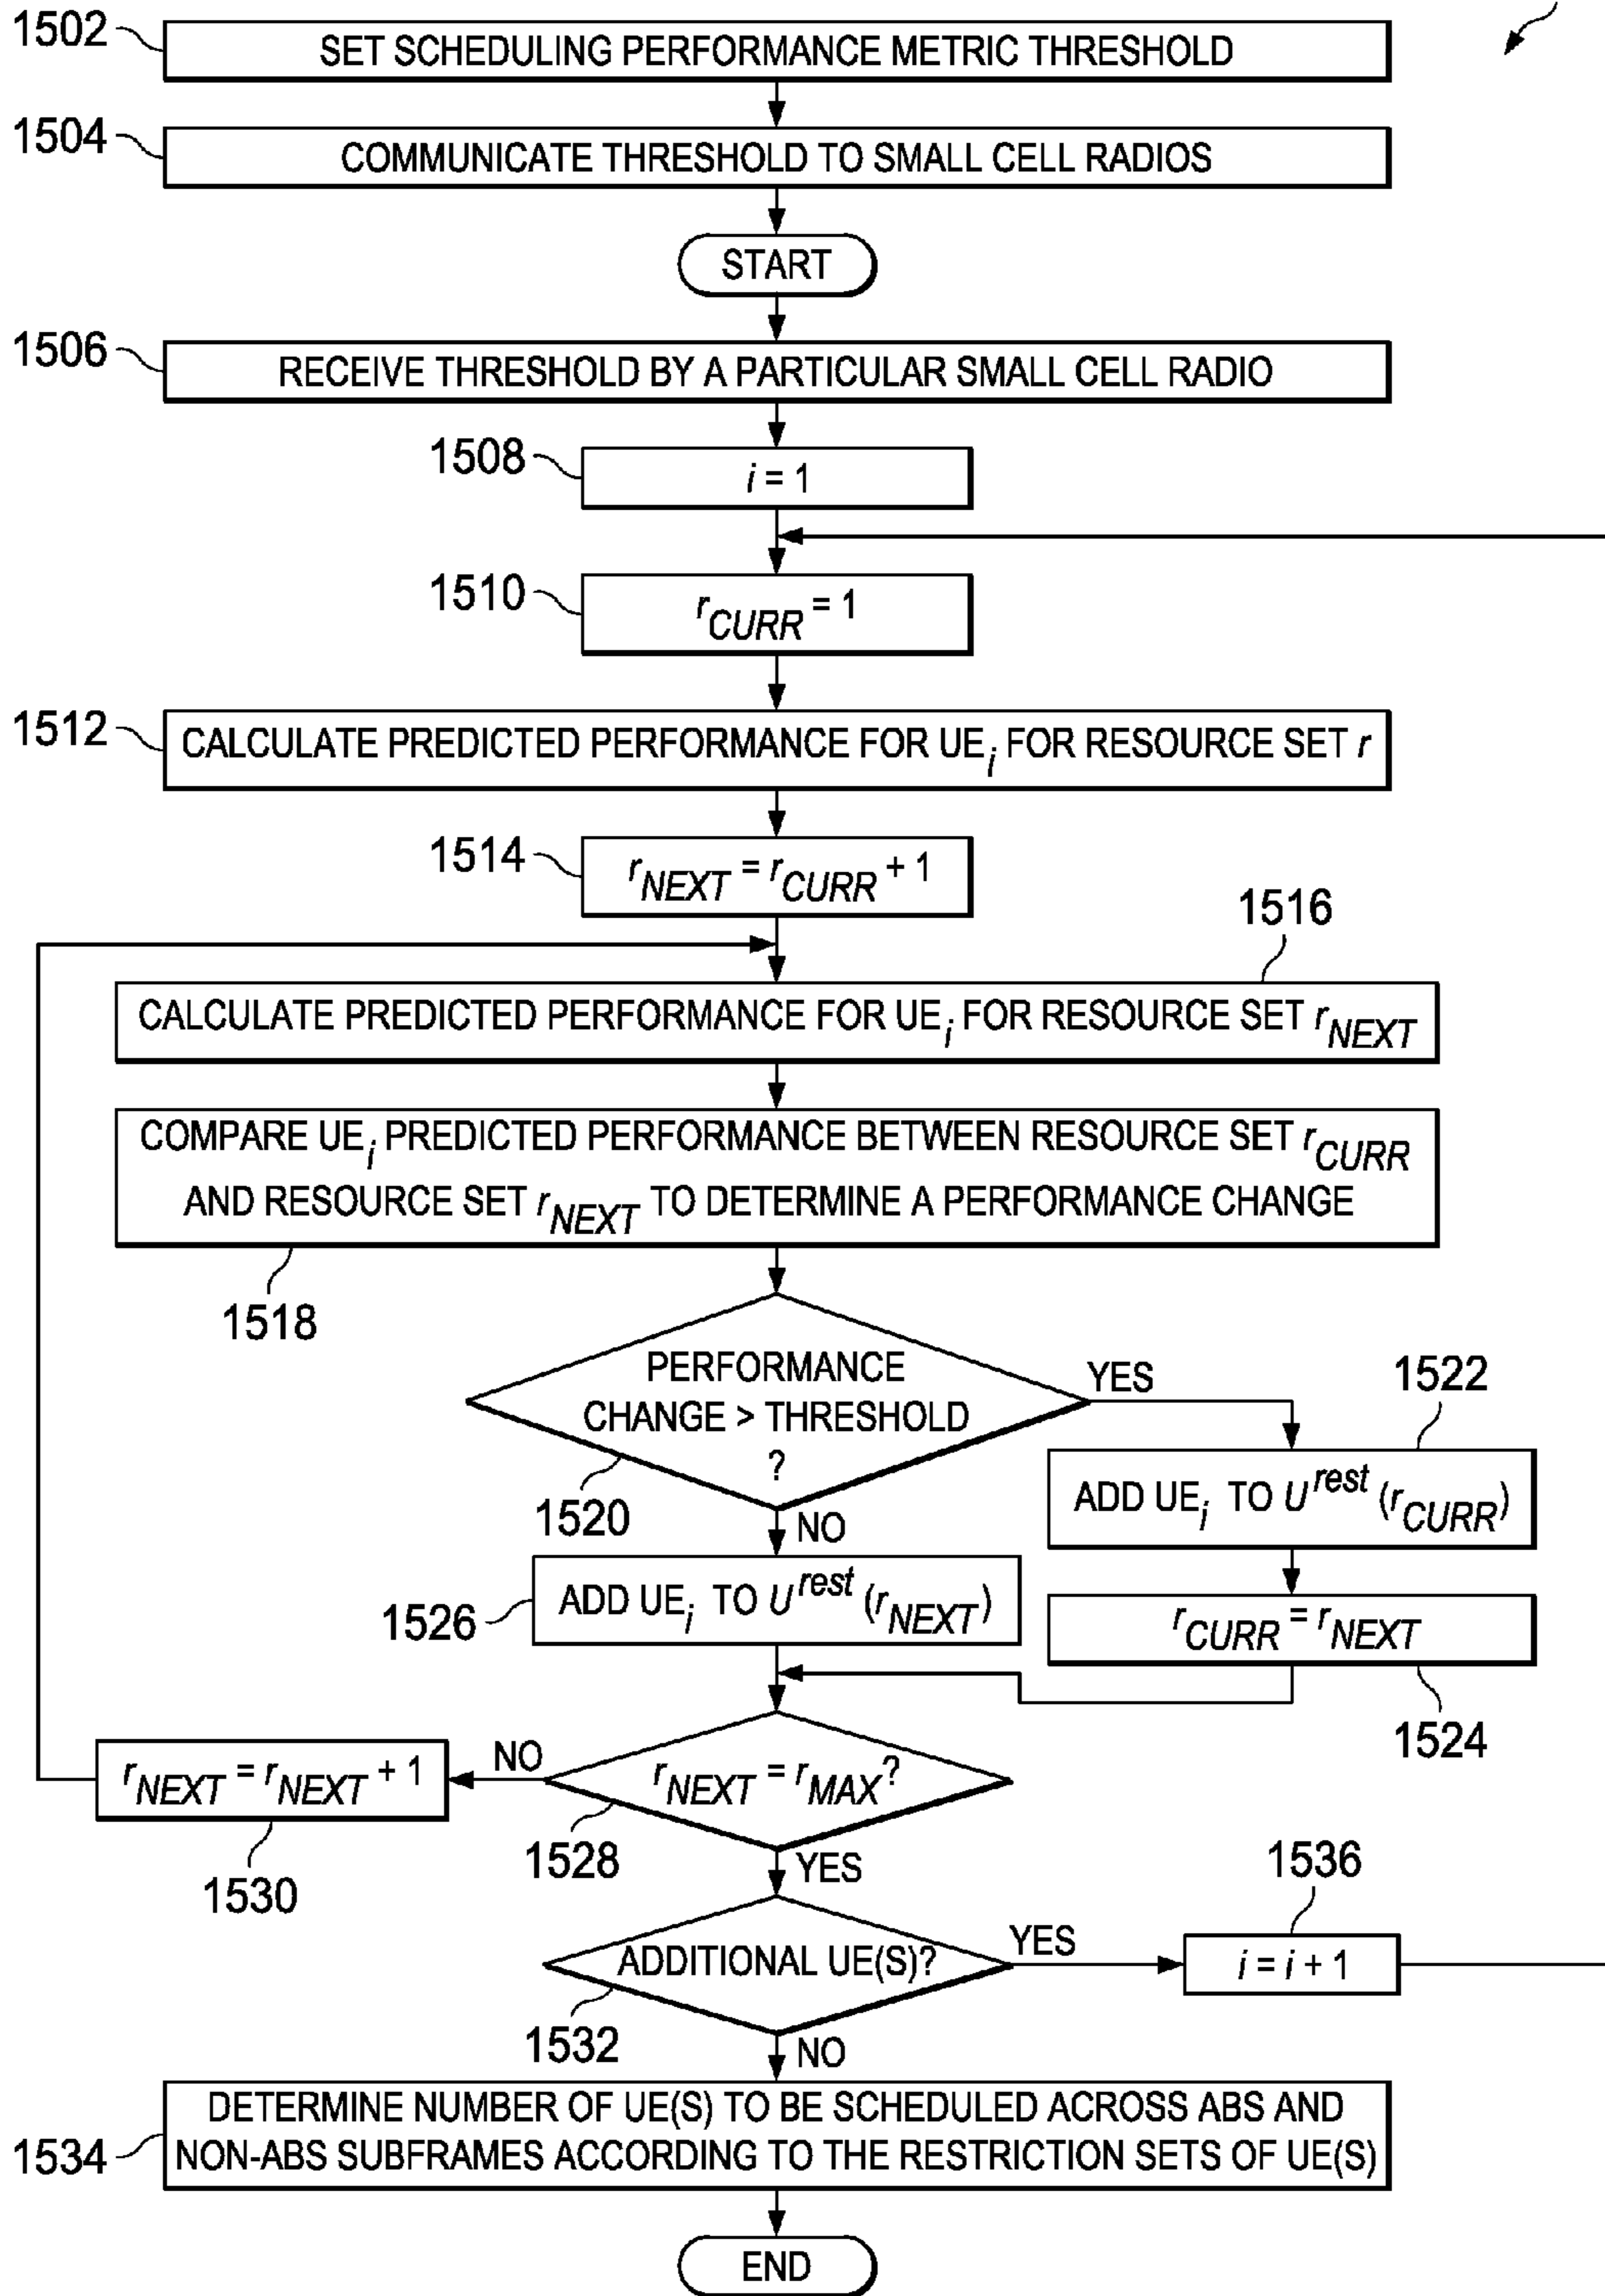 1502
SET SCHEDULING PERFORMANCE METRIC THRESHOLD
1504
COMMUNICATE THRESHOLD TO SMALL CELL RADIOS
START
1506
RECEIVE THRESHOLD BY A PARTICULAR SMALL CELL RADIO
1508
i = 1
1510
rCURR = 1
1512
CALCULATE PREDICTED PERFORMANCE FOR UEi FOR RESOURCE SET r
1514
rNEXT = rCURR + 1
1516
CALCULATE PREDICTED PERFORMANCE FOR UEi FOR RESOURCE SET rNEXT
COMPARE UEi PREDICTED PERFORMANCE BETWEEN RESOURCE SET rCURR
AND RESOURCE SET rNEXT TO DETERMINE A PERFORMANCE CHANGE
1518
PERFORMANCE
CHANGE > THRESHOLD
?
1520
YES
1522
ADD UEi TO Urest (rCURR)
NO
1526
ADD UEi TO Urest (rNEXT)
rCURR = rNEXT
1524
rNEXT = rMAX?
1528
NO
rNEXT = rNEXT + 1
1530
YES
1536
ADDITIONAL UE(S)?
1532
YES
i = i + 1
NO
1534
DETERMINE NUMBER OF UE(S) TO BE SCHEDULED ACROSS ABS AND
NON-ABS SUBFRAMES ACCORDING TO THE RESTRICTION SETS OF UE(S)
END